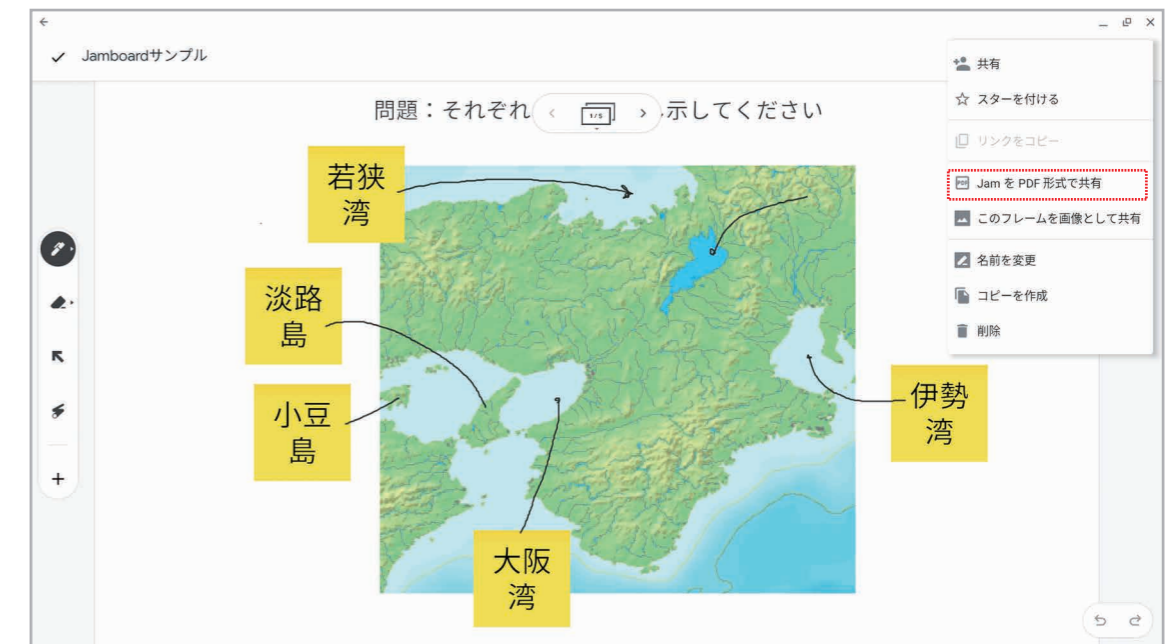 Jamboardサンプル
問題：それぞれ
1/5
示してください
共有
スターを付ける
リンクをコピー
PDF
Jam を PDF 形式で共有
このフレームを画像として共有
名前を変更
コピーを作成
削除
若狭
湾
淡路
島
小豆
島
伊勢
湾
大阪
湾